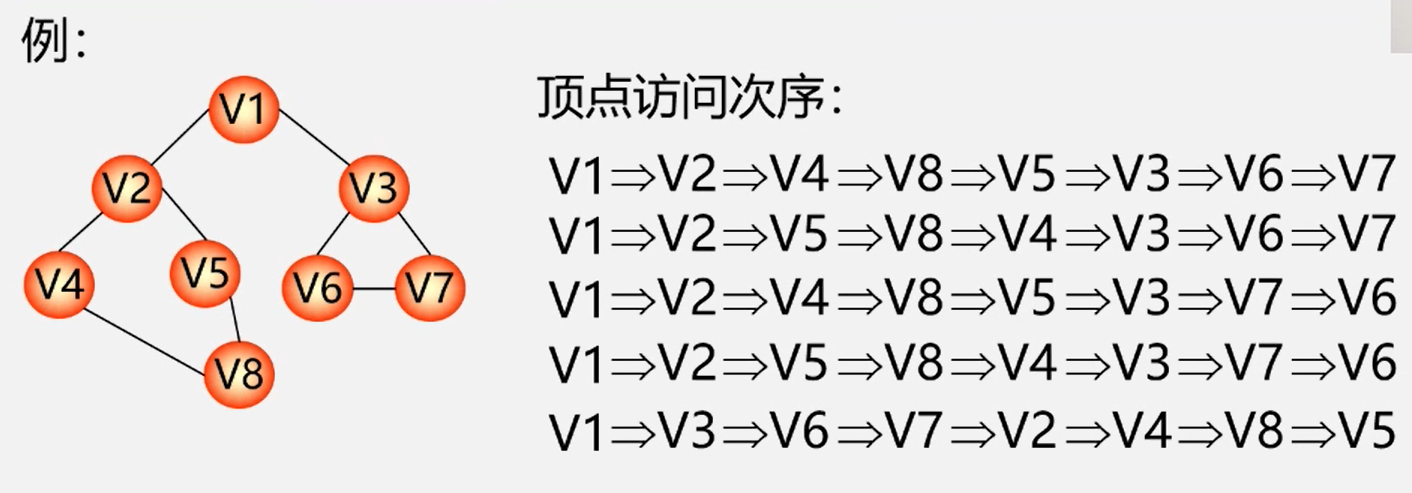 例：
V1
V2
V3
V4
V5
V6
V7
V8
顶点访问次序：
V1⇒V2⇒V4⇒V8⇒V5⇒V3⇒V6⇒V7
V1⇒V2⇒V5⇒V8⇒V4⇒V3⇒V6⇒V7
V1⇒V2⇒V4⇒V8⇒V5⇒V3⇒V7⇒V6
V1⇒V2⇒V5⇒V8⇒V4⇒V3⇒V7⇒V6
V1⇒V3⇒V6⇒V7⇒V2⇒V4⇒V8⇒V5